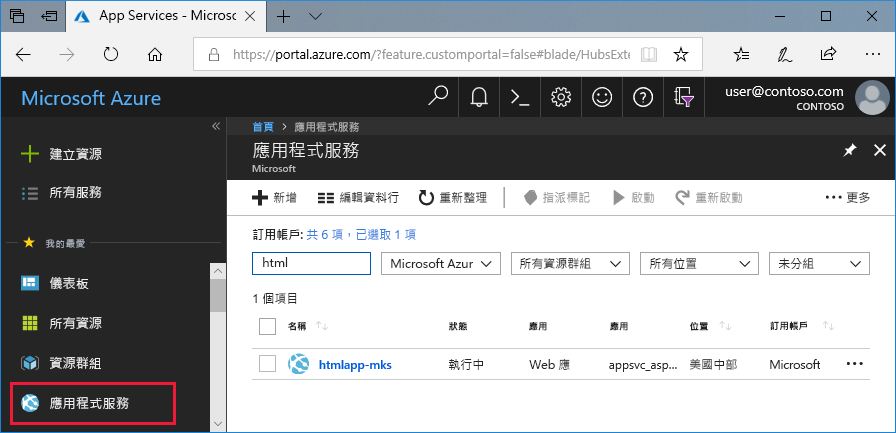 App Services - Microsoft
https://portal.azure.com/?feature.customportal=false#blade/HubsExte
Microsoft Azure
user@contoso.com
CONTOSO
首頁 > 應用程式服務
建立資源
應用程式服務
Microsoft
所有服務
新增 編輯資料行 重新整理 指派標記 啟動 重新啟動 ••• 更多
我的最愛
訂用帳戶: 共 6 項，已選取 1 項
html Microsoft Azur 所有資源群組 所有位置 未分組
儀表板
1 個項目
所有資源
名稱 狀態 應用 應用 位置 訂用帳戶
資源群組
htmlapp-mks 執行中 Web 應 appsvc_asp... 美國中部 Microsoft •••
應用程式服務